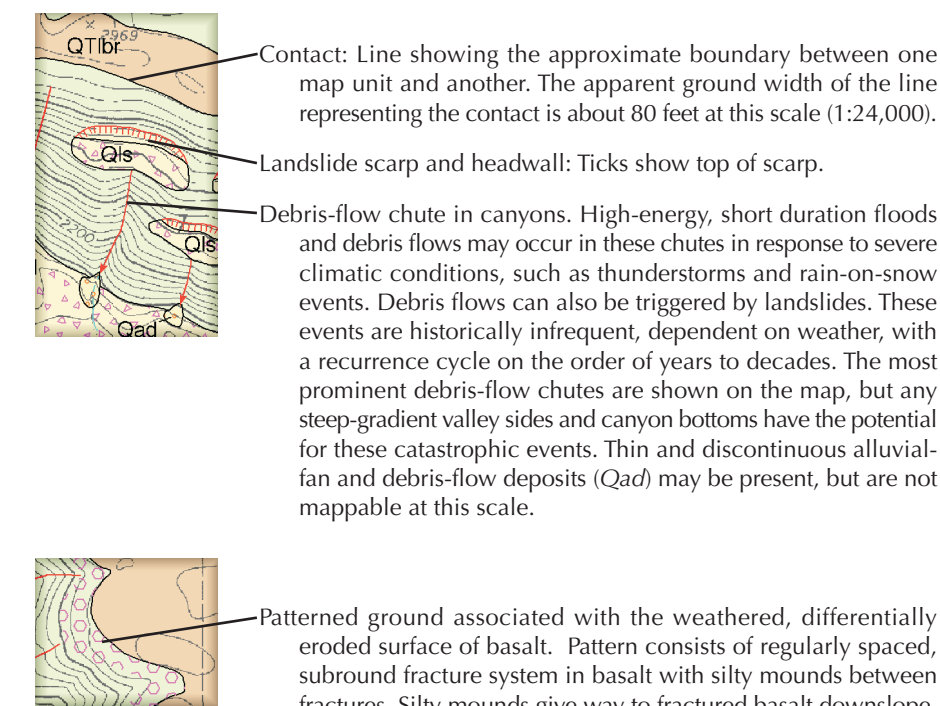 QTlbr
2969
Contact: Line showing the approximate boundary between one
map unit and another. The apparent ground width of the line
representing the contact is about 80 feet at this scale (1:24,000).
Qls
Landslide scarp and headwall: Ticks show top of scarp.
Debris-flow chute in canyons. High-energy, short duration floods
and debris flows may occur in these chutes in response to severe
climatic conditions, such as thunderstorms and rain-on-snow
events. Debris flows can also be triggered by landslides. These
events are historically infrequent, dependent on weather, with
a recurrence cycle on the order of years to decades. The most
prominent debris-flow chutes are shown on the map, but any
steep-gradient valley sides and canyon bottoms have the potential
for these catastrophic events. Thin and discontinuous alluvial-
fan and debris-flow deposits (Qad) may be present, but are not
mappable at this scale.
2200
Qls
Qad
Patterned ground associated with the weathered, differentially
eroded surface of basalt. Pattern consists of regularly spaced,
subround fracture system in basalt with silty mounds between
fractures. Silty mounds give way to fractured basalt downslope